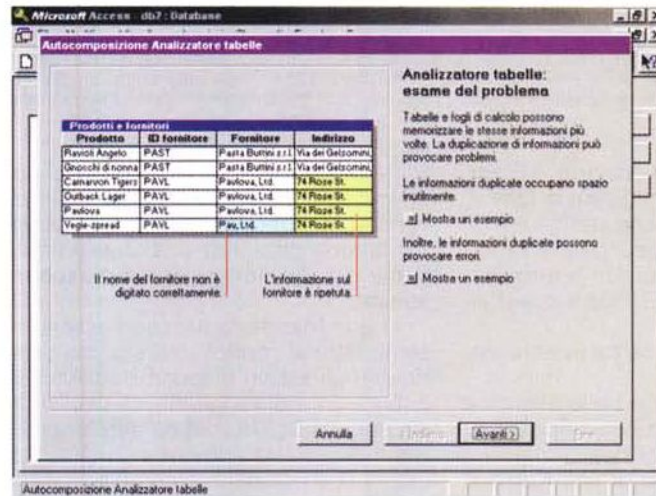 Microsoft Access - db7 : Database
Autocomposizione Analizzatore tabelle
Prodotti e fornitori
Prodotto ID fornitore Fornitore Indirizzo
Ravioli Angelo PAST Pasta Buttini s.r.l. Via dei Gelsomini,
Gnocchi di nonna PAST Pasta Buttini s.r.l. Via dei Gelsomini,
Carnarvon Tigers PAVL Pavlova, Ltd. 74 Rose St.
Outback Lager PAVL Pavlova, Ltd. 74 Rose St.
Pavlova PAVL Pavlova, Ltd. 74 Rose St.
Vegie-spread PAVL Pav, Ltd. 74 Rose St.
Il nome del fornitore non è
digitato correttamente.
L'informazione sul
fornitore è ripetuta.
Analizzatore tabelle:
esame del problema
Tabelle e fogli di calcolo possono
memorizzare le stesse informazioni più
volte. La duplicazione di informazioni può
provocare problemi.
Le informazioni duplicate occupano spazio
inutilmente.
Mostra un esempio
Inoltre, le informazioni duplicate possono
provocare errori.
Mostra un esempio
Annulla
Avanti >
Autocomposizione Analizzatore tabelle